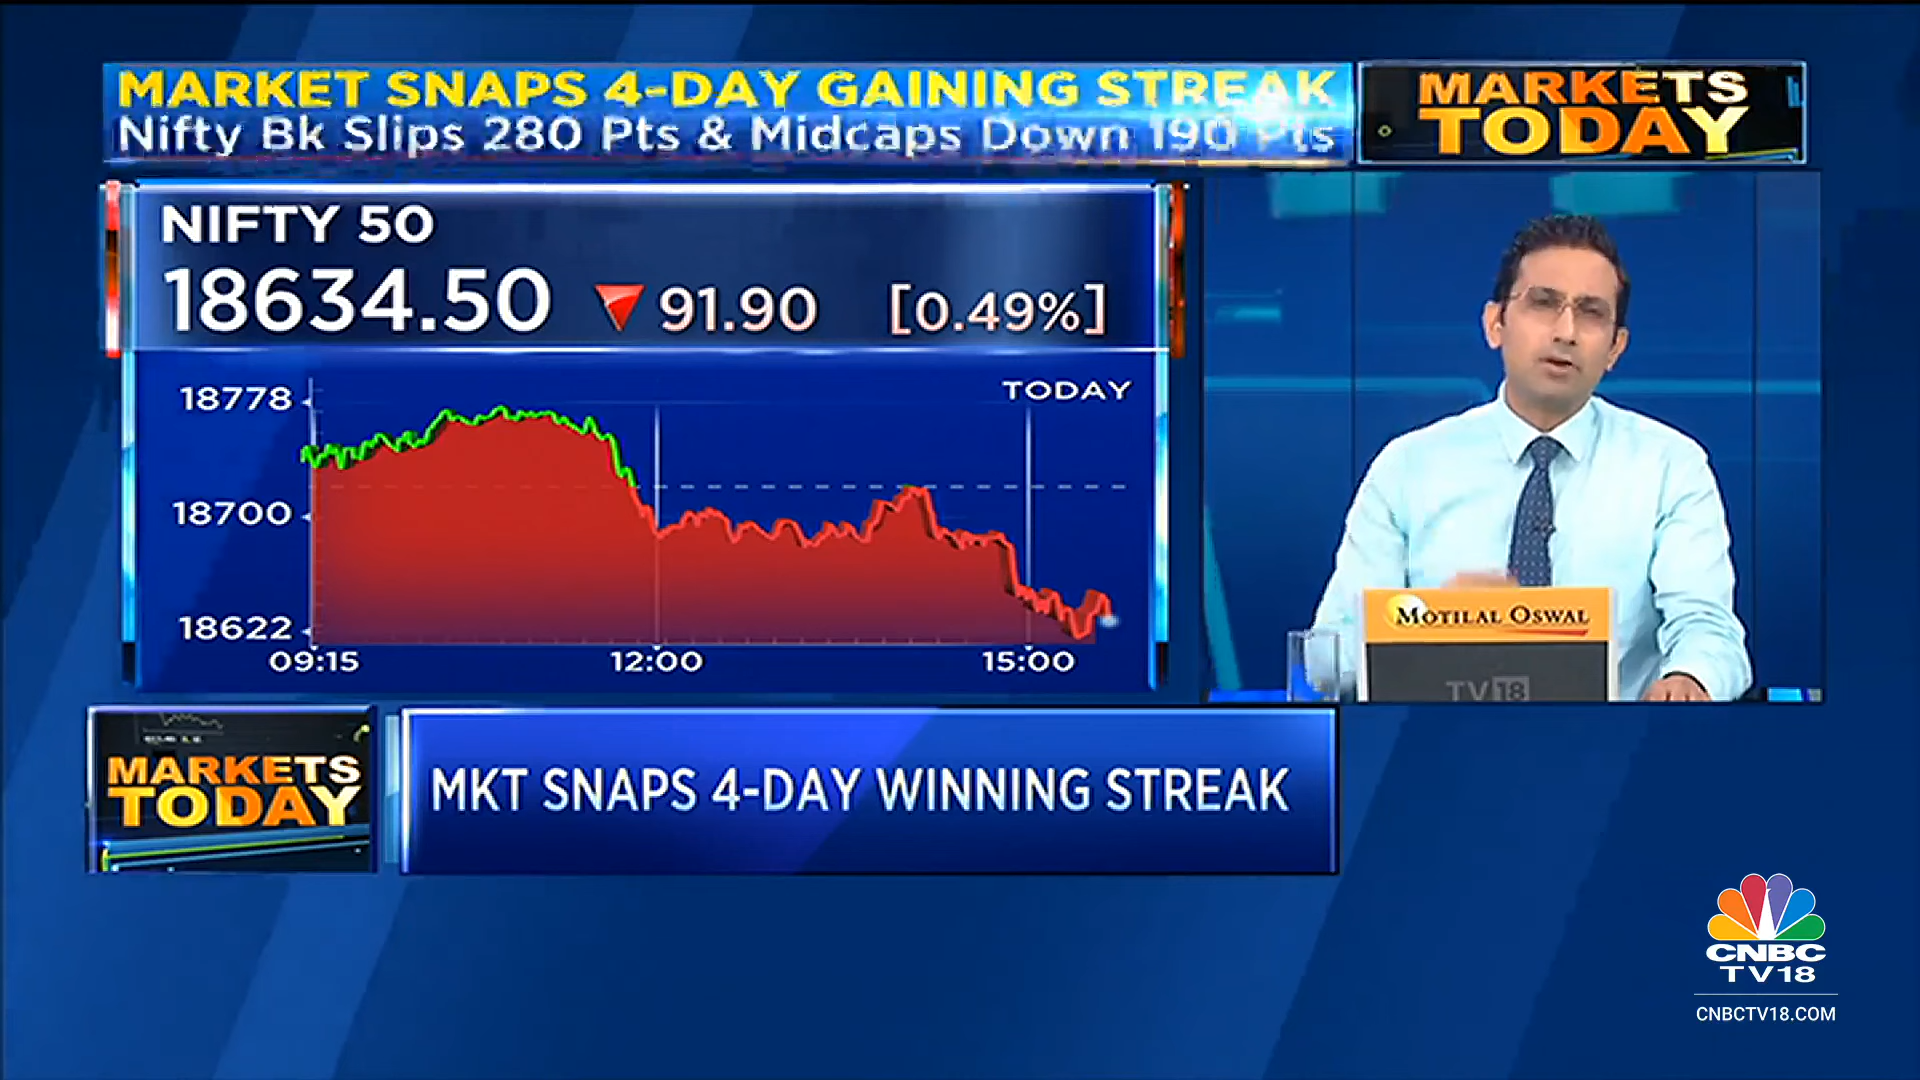 MARKET SNAPS 4-DAY GAINING STREAK
Nifty Bk Slips 280 Pts & Midcaps Down 190 Pts
MARKETS
TODAY
NIFTY 50
18634.50 ▼ 91.90 [0.49%]
TODAY
18778
18700
18622
09:15 12:00 15:00
MOTILAL OSWAL
TV18
MARKETS
TODAY
MKT SNAPS 4-DAY WINNING STREAK
CNBC
TV18
CNBCTV18.COM